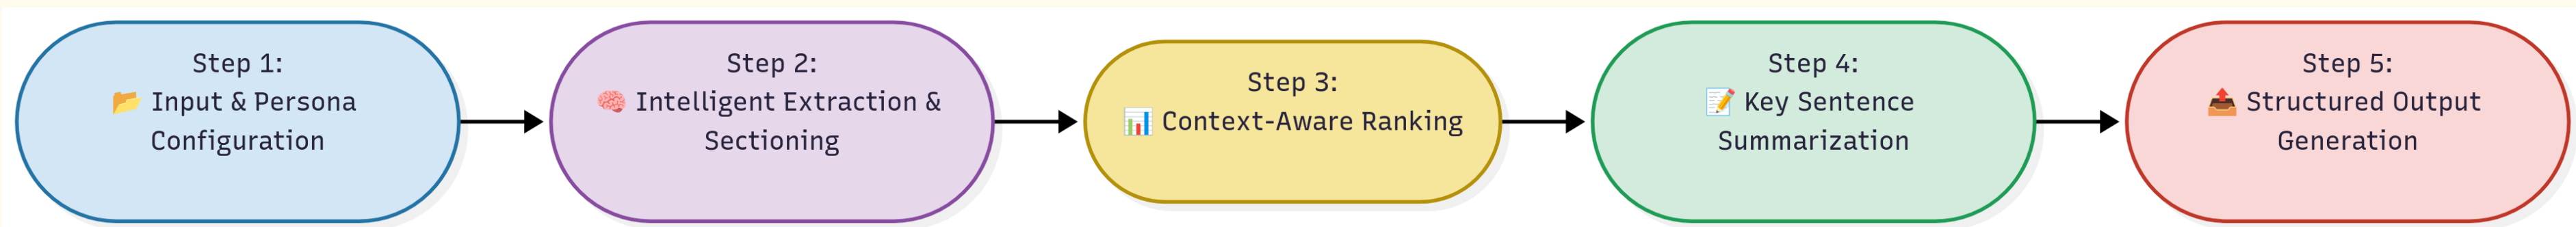 Step 1:
📂 Input & Persona
Configuration
Step 2:
🧠 Intelligent Extraction &
Sectioning
Step 3:
📊 Context-Aware Ranking
Step 4:
📝 Key Sentence
Summarization
Step 5:
📤 Structured Output
Generation